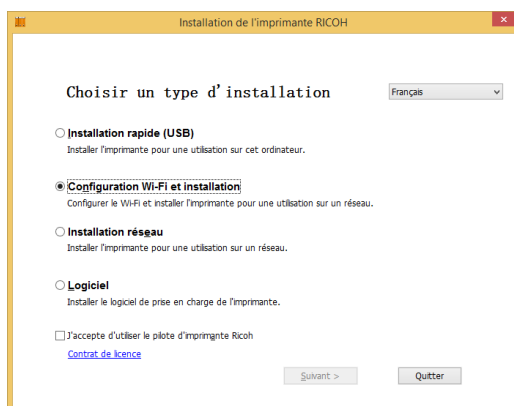 Installation de l'imprimante RICOH
Choisir un type d'installation
Français
Installation rapide (USB)
Installer l'imprimante pour une utilisation sur cet ordinateur.
Configuration Wi-Fi et installation
Configurer le Wi-Fi et installer l'imprimante pour une utilisation sur un réseau.
Installation réseau
Installer l'imprimante pour une utilisation sur un réseau.
Logiciel
Installer le logiciel de prise en charge de l'imprimante.
J'accepte d'utiliser le pilote d'imprimante Ricoh
Contrat de licence
Suivant >
Quitter